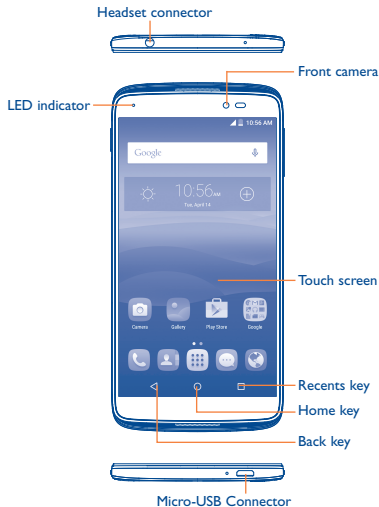 Headset connector
Front camera
LED indicator
10:56 AM
Google
10:56AM
Tue, April 14
Touch screen
Camera
Gallery
Play Store
Google
Recents key
Home key
Back key
Micro-USB Connector